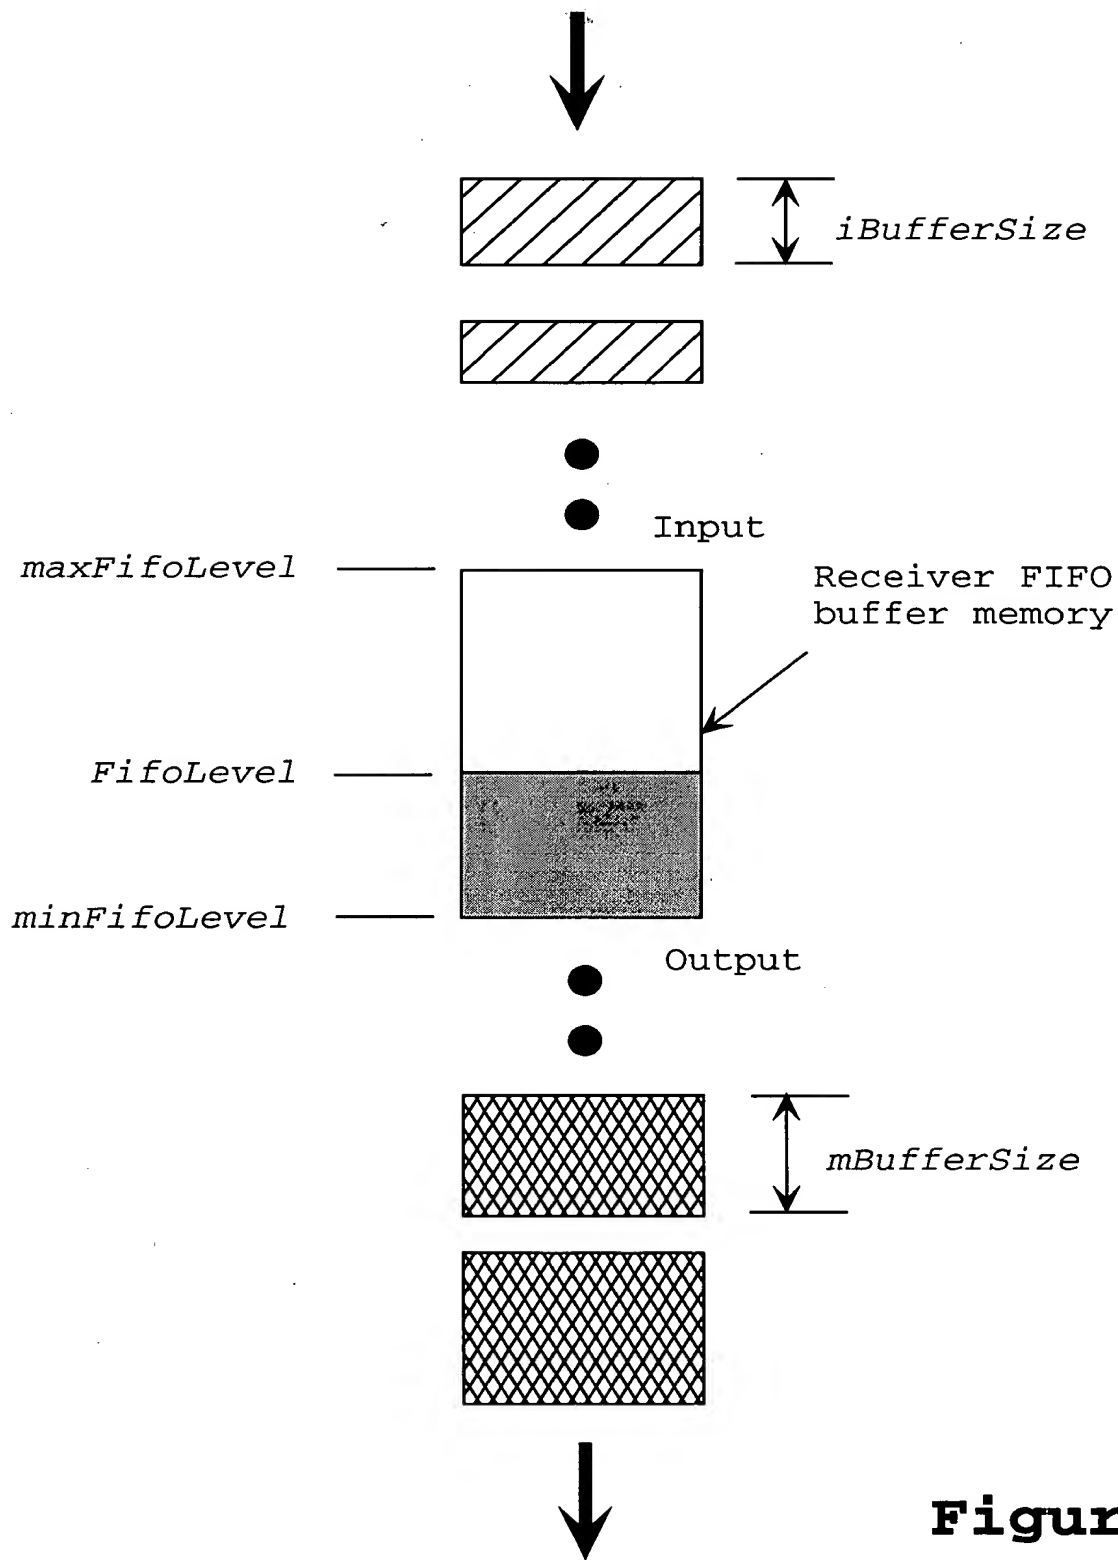 iBufferSize
Input
maxFifoLevel
Receiver FIFO
buffer memory
FifoLevel
minFifoLevel
Output
mBufferSize
Figur